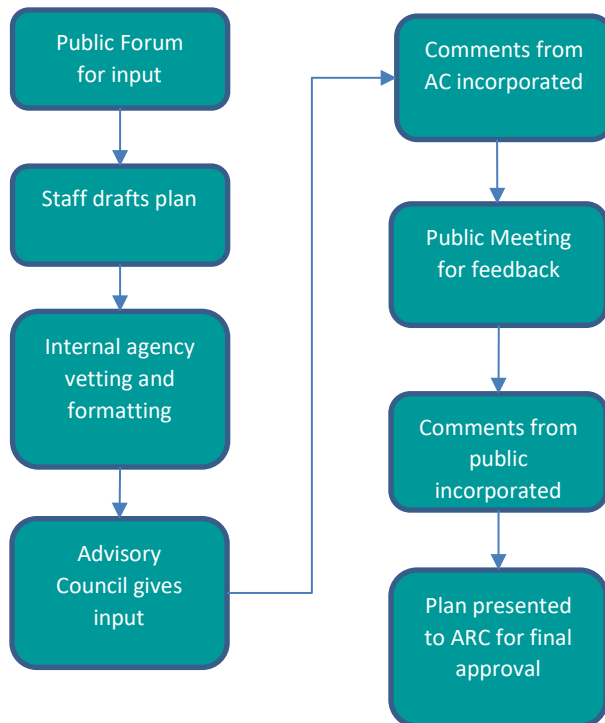 Public Forum
for input
Staff drafts plan
Internal agency
vetting and
formatting
Advisory
Council gives
input
Comments from
AC incorporated
Public Meeting
for feedback
Comments from
public
incorporated
Plan presented
to ARC for final
approval